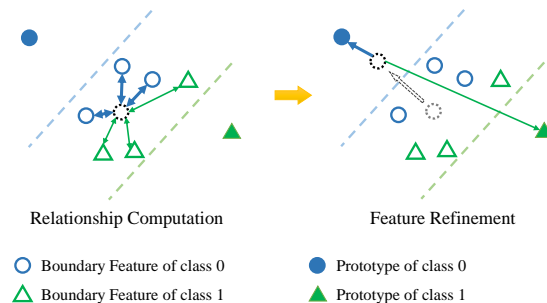 Relationship Computation
Feature Refinement
Boundary Feature of class 0
Prototype of class 0
Boundary Feature of class 1
Prototype of class 1